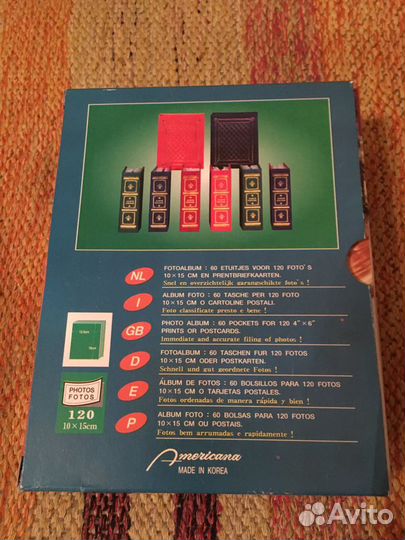 NL
FOTOALBUM : 60 ETUITJES VOOR 120 FOTO'S
10×15 CM EN PRENTBRIEFKAARTEN.
Snel en overzichtelijk garangschikte foto's !
I
ALBUM FOTO : 60 TASCHE PER 120 FOTO
10×15 CM O CARTOLINE POSTALI.
Foto classificate presto e bene !
GB
PHOTO ALBUM : 60 POCKETS FOR 120 4"×6"
PRINTS OR POSTCARDS.
Immediate and accurate filing of photos !
D
FOTOALBUM : 60 TASCHEN FUR 120 FOTOS
10×15 CM ODER POSTKARTEN.
Schnell und gut geordnete Fotos !
E
ÁLBUM DE FOTOS : 60 BOLSILLOS PARA 120 FOTOS
10×15 CM O TARJETAS POSTALES.
Fotos ordenadas de manera rápida y bien !
P
ALBUM FOTO : 60 BOLSAS PARA 120 FOTOS
10×15 CM OU POSTAIS.
Fotos bem arrumadas e rapidamente !
PHOTOS
FOTOS
120
10×15cm
Americana
MADE IN KOREA
Avito